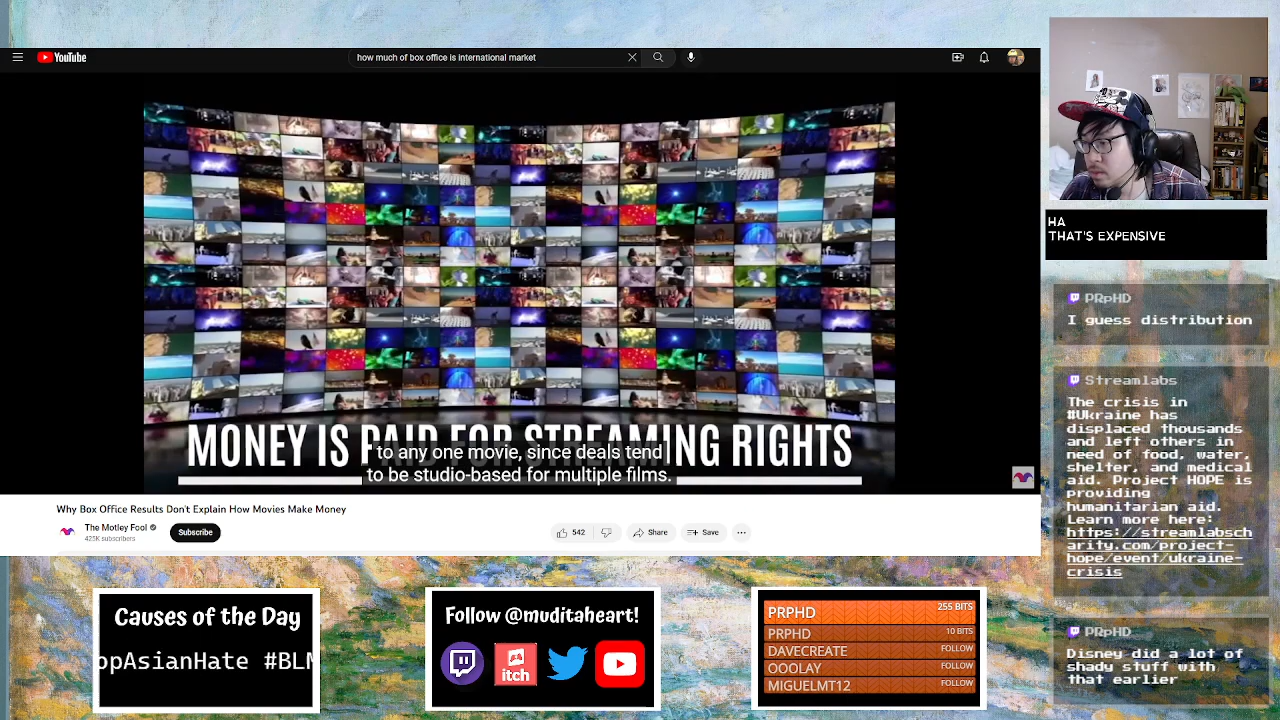 YouTube
how much of box office is international market
MONEY IS PAID FOR STREAMING RIGHTS
to any one movie, since deals tend
to be studio-based for multiple films.
Why Box Office Results Don't Explain How Movies Make Money
The Motley Fool
425K subscribers
Subscribe
542
Share
Save
HA
THAT'S EXPENSIVE
PRpHD
I guess distribution
Streamlabs
The crisis in
#Ukraine has
displaced thousands
and left others in
need of food, water,
shelter, and medical
aid. Project HOPE is
providing
humanitarian aid.
Learn more here:
https://streamlabsch
arity.com/project-
hope/event/ukraine-
crisis
PRpHD
Disney did a lot of
shady stuff with
that earlier
Causes of the Day
opAsianHate #BLM
Follow @muditaheart!
itch
PRPHD 255 BITS
PRPHD 10 BITS
DAVECREATE FOLLOW
OOOLAY FOLLOW
MIGUELMT12 FOLLOW